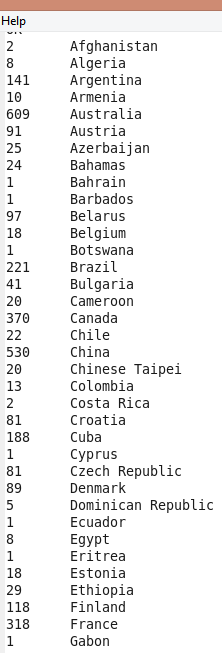 Help
2 Afghanistan
8 Algeria
141 Argentina
10 Armenia
609 Australia
91 Austria
25 Azerbaijan
24 Bahamas
1 Bahrain
1 Barbados
97 Belarus
18 Belgium
1 Botswana
221 Brazil
41 Bulgaria
20 Cameroon
370 Canada
22 Chile
530 China
20 Chinese Taipei
13 Colombia
2 Costa Rica
81 Croatia
188 Cuba
1 Cyprus
81 Czech Republic
89 Denmark
5 Dominican Republic
1 Ecuador
8 Egypt
1 Eritrea
18 Estonia
29 Ethiopia
118 Finland
318 France
1 Gabon